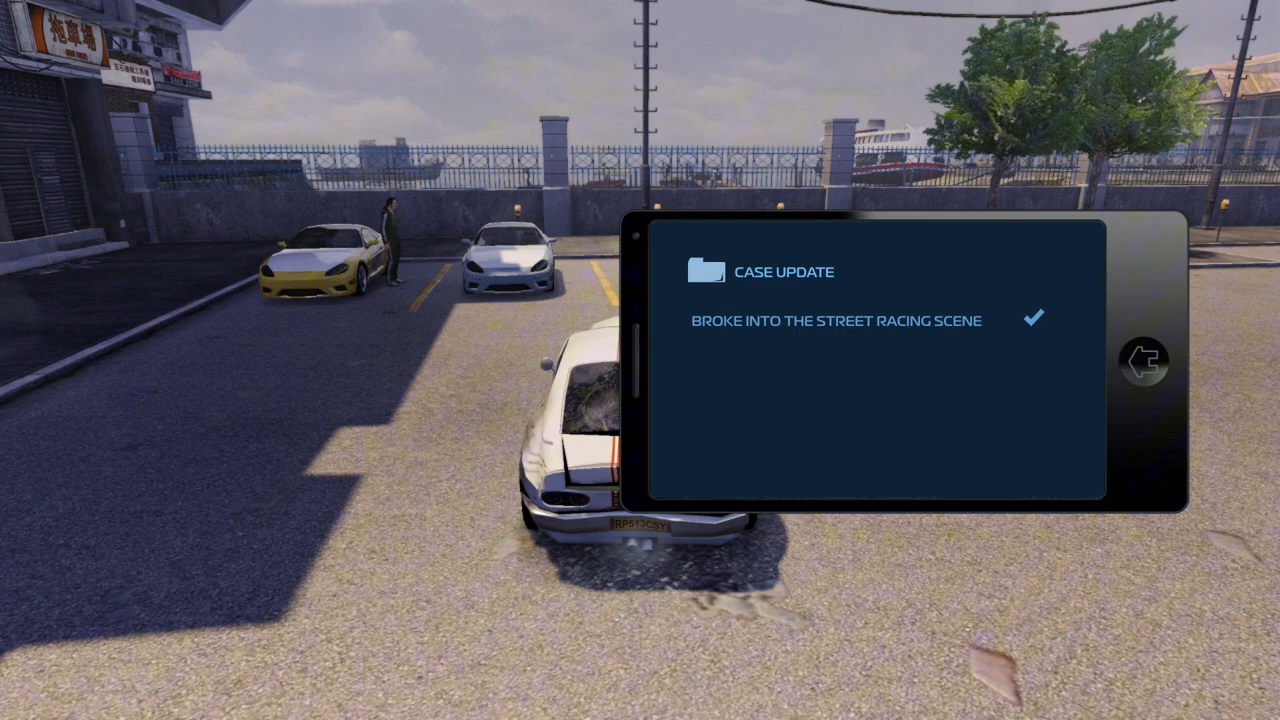 拖車場
CASE UPDATE
BROKE INTO THE STREET RACING SCENE
RP513CSY